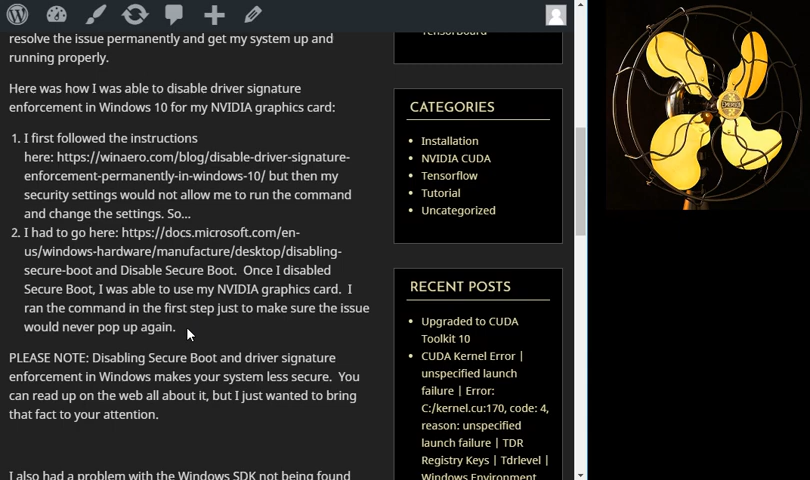 resolve the issue permanently and get my system up and
running properly.
Here was how I was able to disable driver signature
enforcement in Windows 10 for my NVIDIA graphics card:
1. I first followed the instructions
here: https://winaero.com/blog/disable-driver-signature-
enforcement-permanently-in-windows-10/ but then my
security settings would not allow me to run the command
and change the settings. So...
2. I had to go here: https://docs.microsoft.com/en-
us/windows-hardware/manufacture/desktop/disabling-
secure-boot and Disable Secure Boot.  Once I disabled
Secure Boot, I was able to use my NVIDIA graphics card.  I
ran the command in the first step just to make sure the issue
would never pop up again.
PLEASE NOTE: Disabling Secure Boot and driver signature
enforcement in Windows makes your system less secure.  You
can read up on the web all about it, but I just wanted to bring
that fact to your attention.
I also had a problem with the Windows SDK not being found
TensorBoard
CATEGORIES
Installation
NVIDIA CUDA
Tensorflow
Tutorial
Uncategorized
RECENT POSTS
Upgraded to CUDA
Toolkit 10
CUDA Kernel Error |
unspecified launch
failure | Error:
C:/kernel.cu:170, code: 4,
reason: unspecified
launch failure | TDR
Registry Keys | Tdrlevel |
Windows Environment